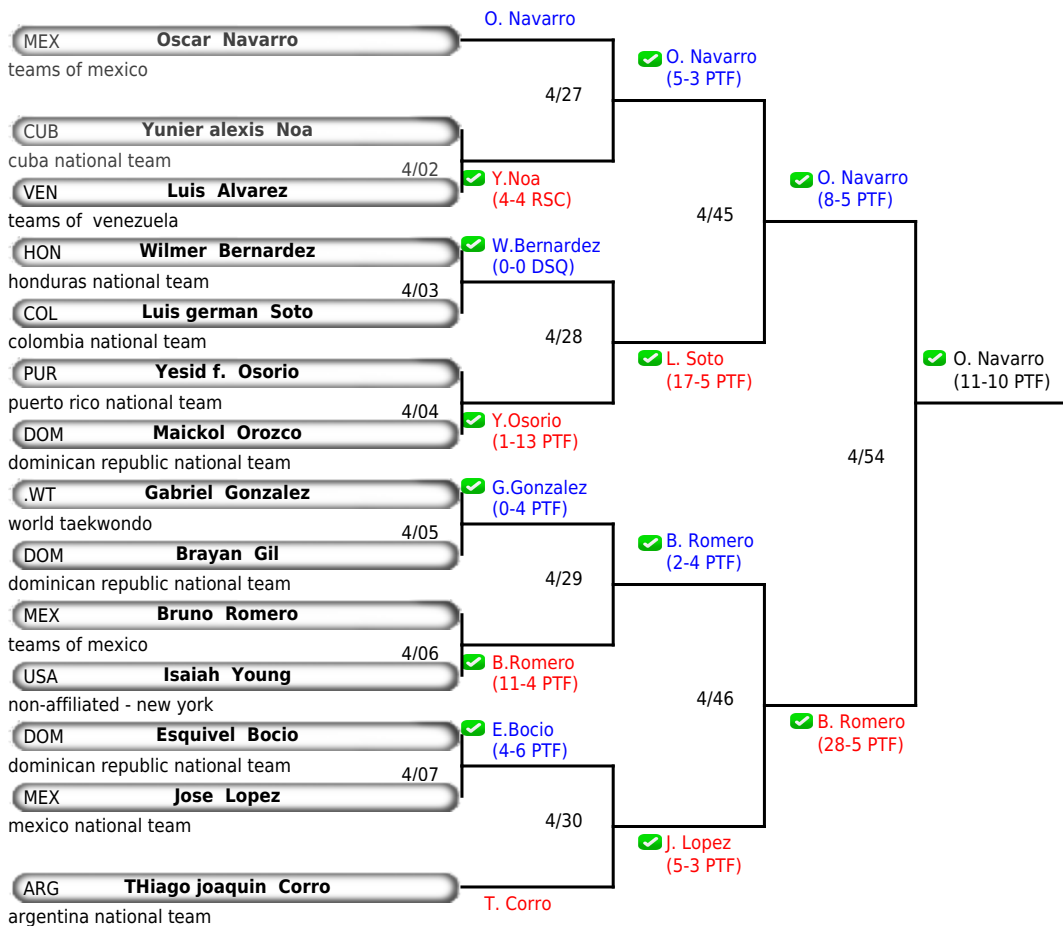 O. Navarro
MEX Oscar Navarro
teams of mexico
O. Navarro
(5-3 PTF)
4/27
CUB Yunier alexis Noa
cuba national team
4/02
Y.Noa
(4-4 RSC)
VEN Luis Alvarez
teams of venezuela
O. Navarro
(8-5 PTF)
4/45
HON Wilmer Bernardez
honduras national team
W.Bernardez
(0-0 DSQ)
4/03
COL Luis german Soto
colombia national team
4/28
L. Soto
(17-5 PTF)
PUR Yesid f. Osorio
puerto rico national team
4/04
Y.Osorio
(1-13 PTF)
DOM Maickol Orozco
dominican republic national team
O. Navarro
(11-10 PTF)
4/54
.WT Gabriel Gonzalez
world taekwondo
G.Gonzalez
(0-4 PTF)
4/05
DOM Brayan Gil
dominican republic national team
B. Romero
(2-4 PTF)
4/29
MEX Bruno Romero
teams of mexico
4/06
B.Romero
(11-4 PTF)
USA Isaiah Young
non-affiliated - new york
4/46
B. Romero
(28-5 PTF)
DOM Esquivel Bocio
dominican republic national team
E.Bocio
(4-6 PTF)
4/07
MEX Jose Lopez
mexico national team
4/30
J. Lopez
(5-3 PTF)
ARG THiago joaquin Corro
argentina national team
T. Corro